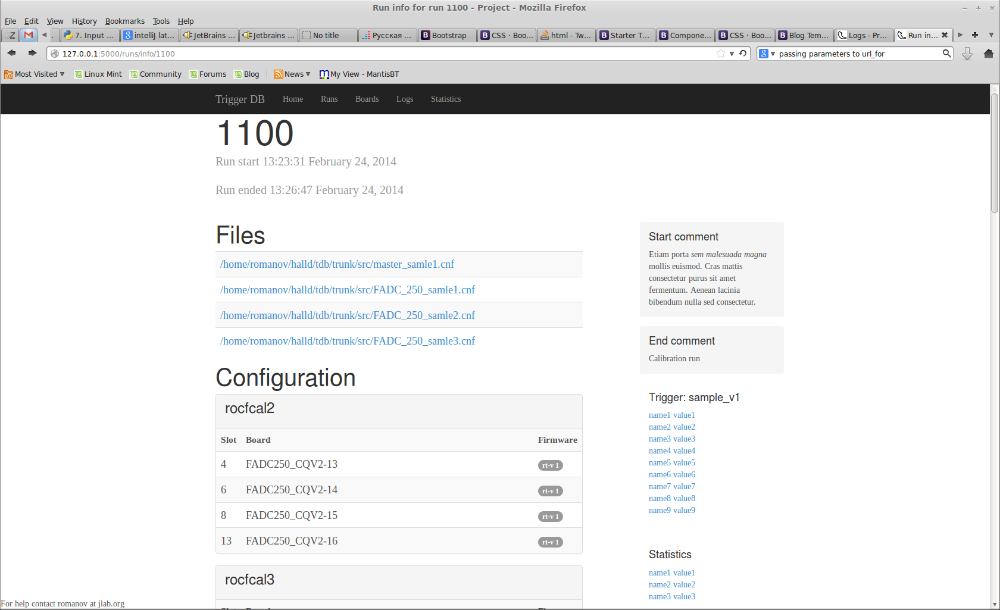 Run info for run 1100 - Project - Mozilla Firefox
File Edit View History Bookmarks Tools Help
7. Input ... intelliJ lat... JetBrains ... Jetbrains ... No title Русская ... Bootstrap CSS · Boo... html - Tw... Starter T... Compone... CSS · Boo... Blog Tem... Logs - Pr... Run in...
127.0.0.1:5000/runs/info/1100 passing parameters to url_for
Most Visited Linux Mint Community Forums Blog News My View - MantisBT
Trigger DB Home Runs Boards Logs Statistics
1100
Run start 13:23:31 February 24, 2014
Run ended 13:26:47 February 24, 2014
Files
/home/romanov/halld/tdb/trunk/src/master_samle1.cnf
/home/romanov/halld/tdb/trunk/src/FADC_250_samle1.cnf
/home/romanov/halld/tdb/trunk/src/FADC_250_samle2.cnf
/home/romanov/halld/tdb/trunk/src/FADC_250_samle3.cnf
Configuration
rocfcal2
Slot Board Firmware
4 FADC250_CQV2-13 rt-v 1
6 FADC250_CQV2-14 rt-v 1
8 FADC250_CQV2-15 rt-v 1
13 FADC250_CQV2-16 rt-v 1
rocfcal3
Start comment
Etiam porta sem malesuada magna
mollis euismod. Cras mattis
consectetur purus sit amet
fermentum. Aenean lacinia
bibendum nulla sed consectetur.
End comment
Calibration run
Trigger: sample_v1
name1 value1
name2 value2
name3 value3
name4 value4
name5 value5
name6 value6
name7 value7
name8 value8
name9 value9
Statistics
name1 value1
name2 value2
name3 value3
For help contact romanov at jlab.org